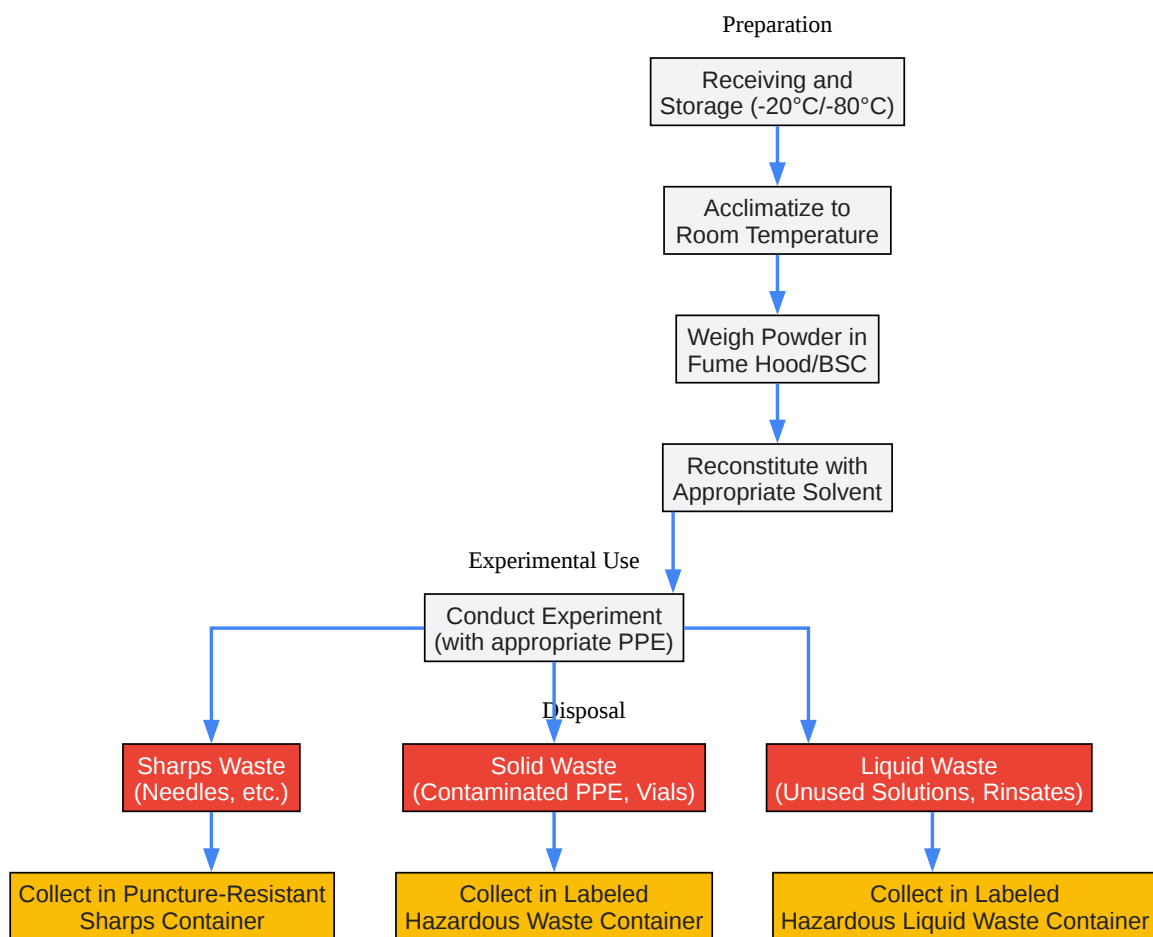 Preparation
Receiving and
Storage (-20°C/-80°C)
Acclimatize to
Room Temperature
Weigh Powder in
Fume Hood/BSC
Reconstitute with
Appropriate Solvent
Experimental Use
Conduct Experiment
(with appropriate PPE)
Disposal
Sharps Waste
(Needles, etc.)
Solid Waste
(Contaminated PPE, Vials)
Liquid Waste
(Unused Solutions, Rinsates)
Collect in Puncture-Resistant
Sharps Container
Collect in Labeled
Hazardous Waste Container
Collect in Labeled
Hazardous Liquid Waste Container